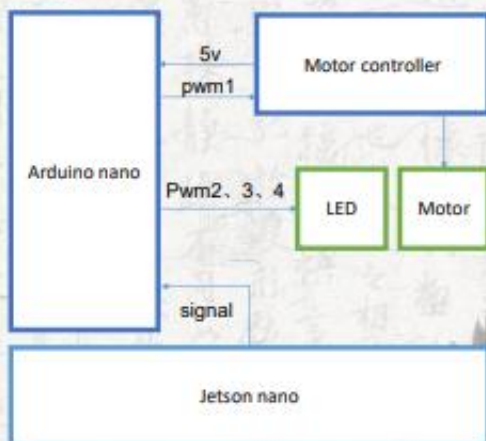 5v
Motor controller
pwm1
Arduino nano
Pwm2、3、4
LED
Motor
signal
Jetson nano